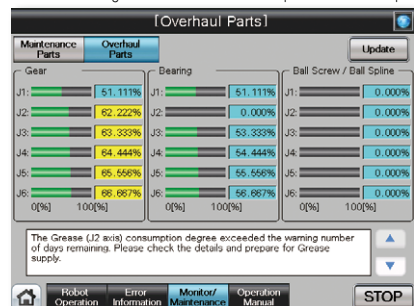 [Overhaul Parts]
Maintenance Parts
Overhaul Parts
Update
Gear
J1: 51.111%
J2: 62.222%
J3: 63.333%
J4: 64.444%
J5: 65.556%
J6: 66.667%
0[%] 100[%]
Bearing
J1: 51.111%
J2: 0.000%
J3: 53.333%
J4: 54.444%
J5: 55.556%
J6: 56.667%
0[%] 100[%]
Ball Screw / Ball Spline
J1: 0.000%
J2: 0.000%
J3: 0.000%
J4: 0.000%
J5: 0.000%
J6: 0.000%
0[%] 100[%]
The Grease (J2 axis) consumption degree exceeded the warning number
of days remaining. Please check the details and prepare for Grease
supply.
Robot Operation
Error Information
Monitor/ Maintenance
Operation Manual
STOP